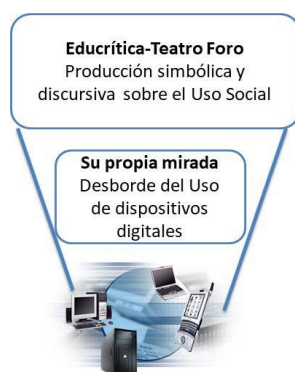 Educrítica-Teatro Foro
Producción simbólica y
discursiva sobre el Uso Social
Su propia mirada
Desborde del Uso
de dispositivos
digitales